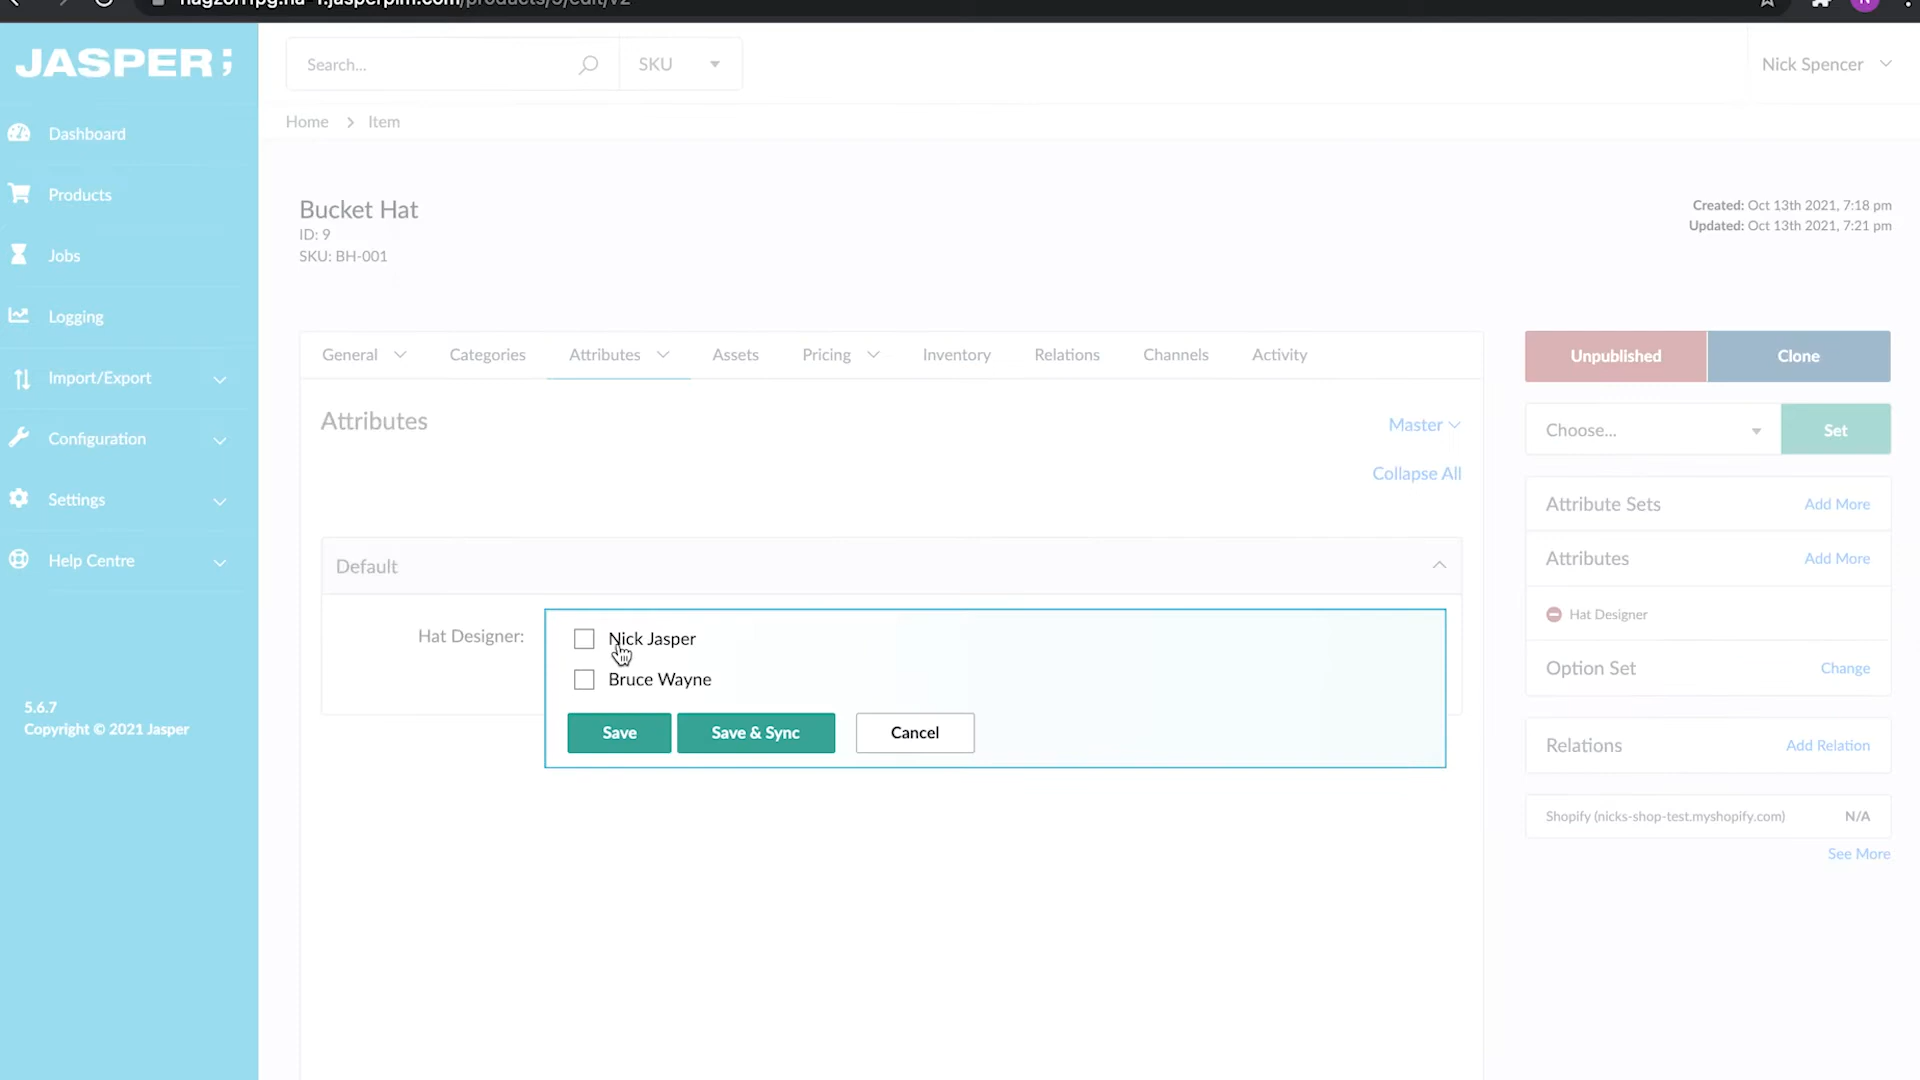 JASPER;
Search...
SKU
Nick Spencer
Dashboard
Home > Item
Products
Bucket Hat
ID: 9
SKU: BH-001
Created: Oct 13th 2021, 7:18 pm
Updated: Oct 13th 2021, 7:21 pm
Jobs
Logging
General
Categories
Attributes
Assets
Pricing
Inventory
Relations
Channels
Activity
Unpublished
Clone
Import/Export
Attributes
Master
Choose...
Set
Configuration
Collapse All
Settings
Attribute Sets
Add More
Help Centre
Default
Attributes
Add More
Hat Designer:
Nick Jasper
Hat Designer
Bruce Wayne
Option Set
Change
5.6.7
Copyright © 2021 Jasper
Save
Save & Sync
Cancel
Relations
Add Relation
Shopify (nicks-shop-test.myshopify.com)
N/A
See More